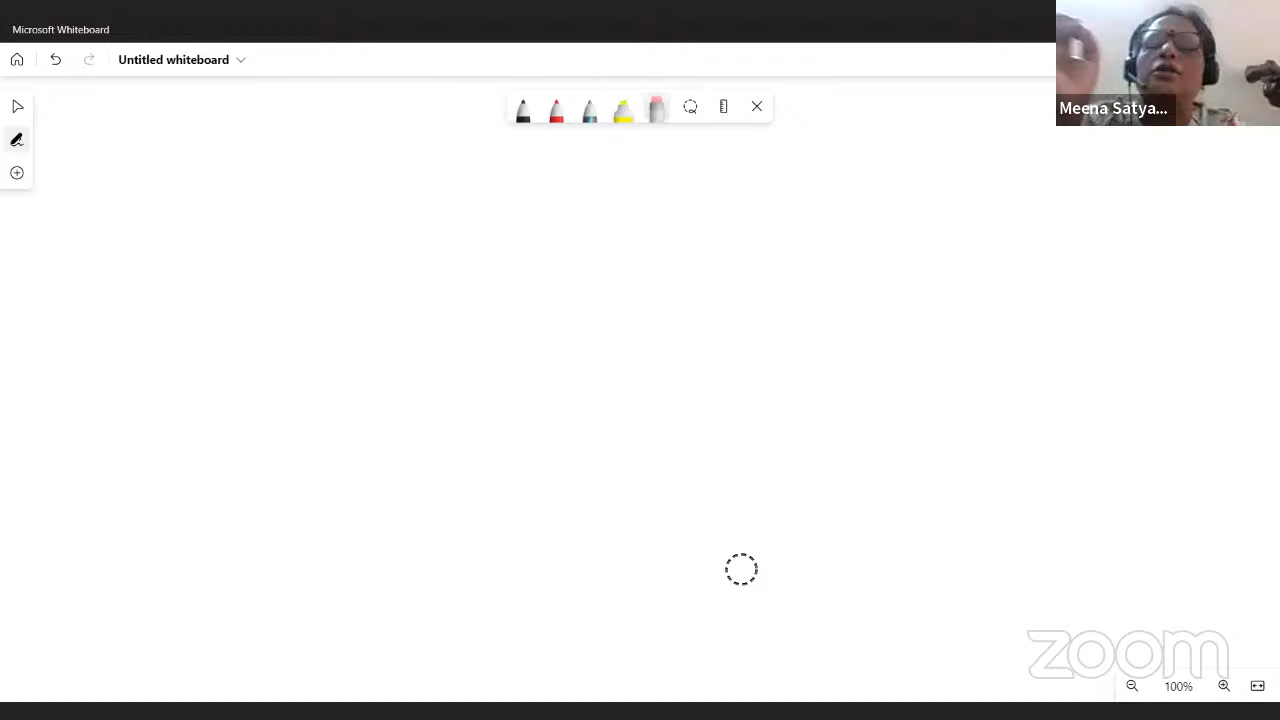 Microsoft Whiteboard
Untitled whiteboard
Meena Satya...
zoom
100%